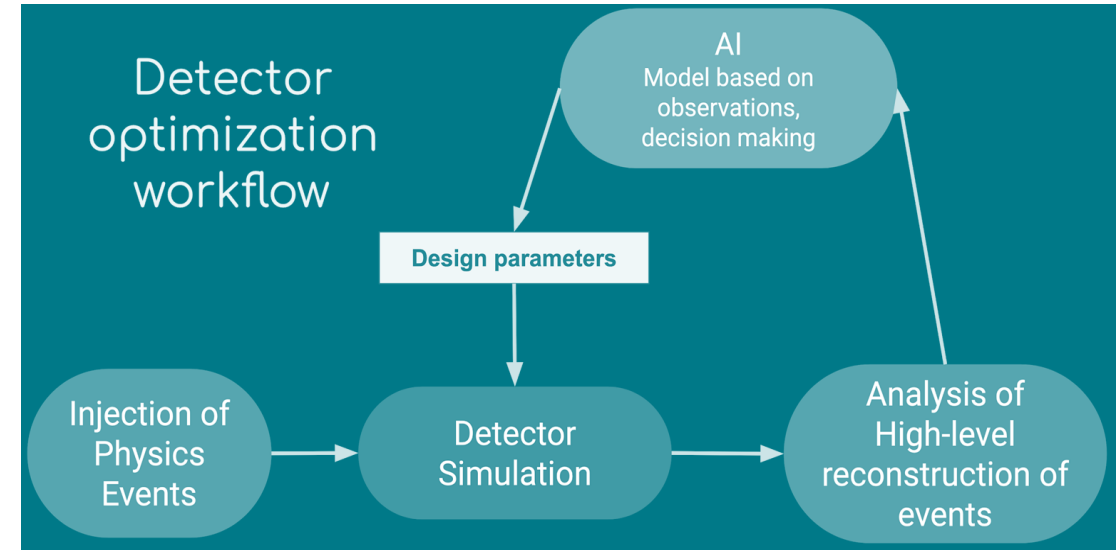 Detector
optimization
workflow
AI
Model based on
observations,
decision making
Design parameters
Injection of
Physics
Events
Detector
Simulation
Analysis of
High-level
reconstruction of
events